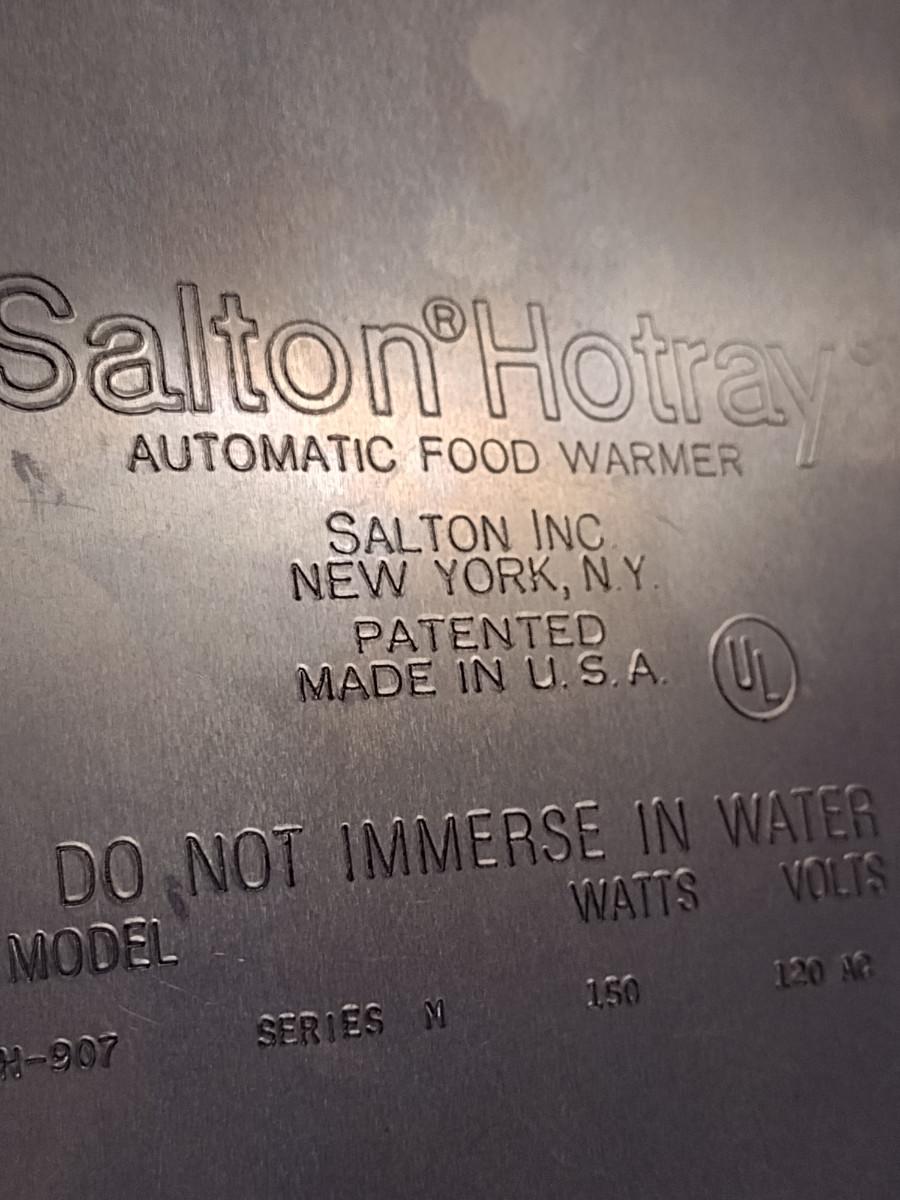 Salton® Hotray
AUTOMATIC FOOD WARMER
SALTON INC.
NEW YORK, N.Y.
PATENTED
MADE IN U.S.A.
UL
DO NOT IMMERSE IN WATER
MODEL WATTS VOLTS
H-907 SERIES M 150 120 AC